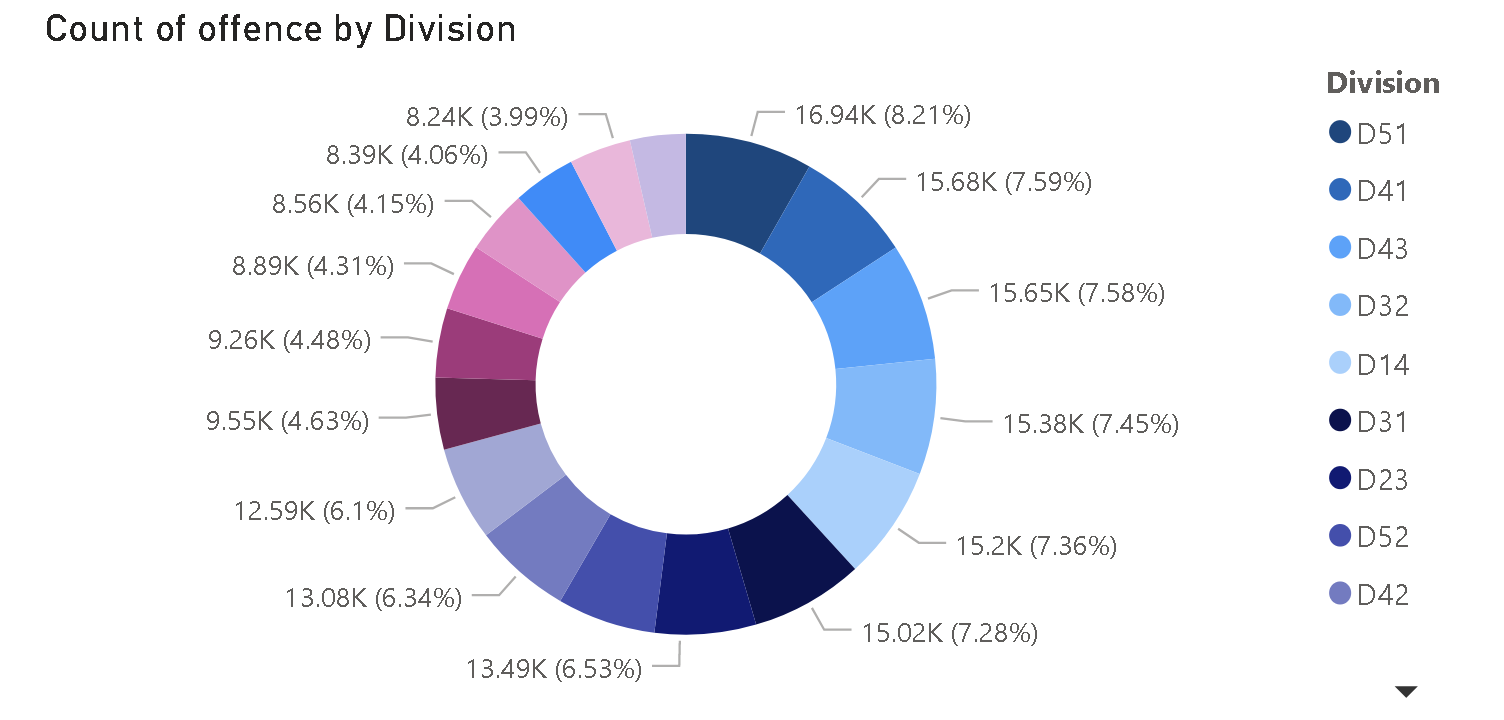 Count of offence by Division
16.94K (8.21%)
15.68K (7.59%)
15.65K (7.58%)
15.38K (7.45%)
15.2K (7.36%)
15.02K (7.28%)
13.49K (6.53%)
13.08K (6.34%)
12.59K (6.1%)
9.55K (4.63%)
9.26K (4.48%)
8.89K (4.31%)
8.56K (4.15%)
8.39K (4.06%)
8.24K (3.99%)
Division
D51
D41
D43
D32
D14
D31
D23
D52
D42